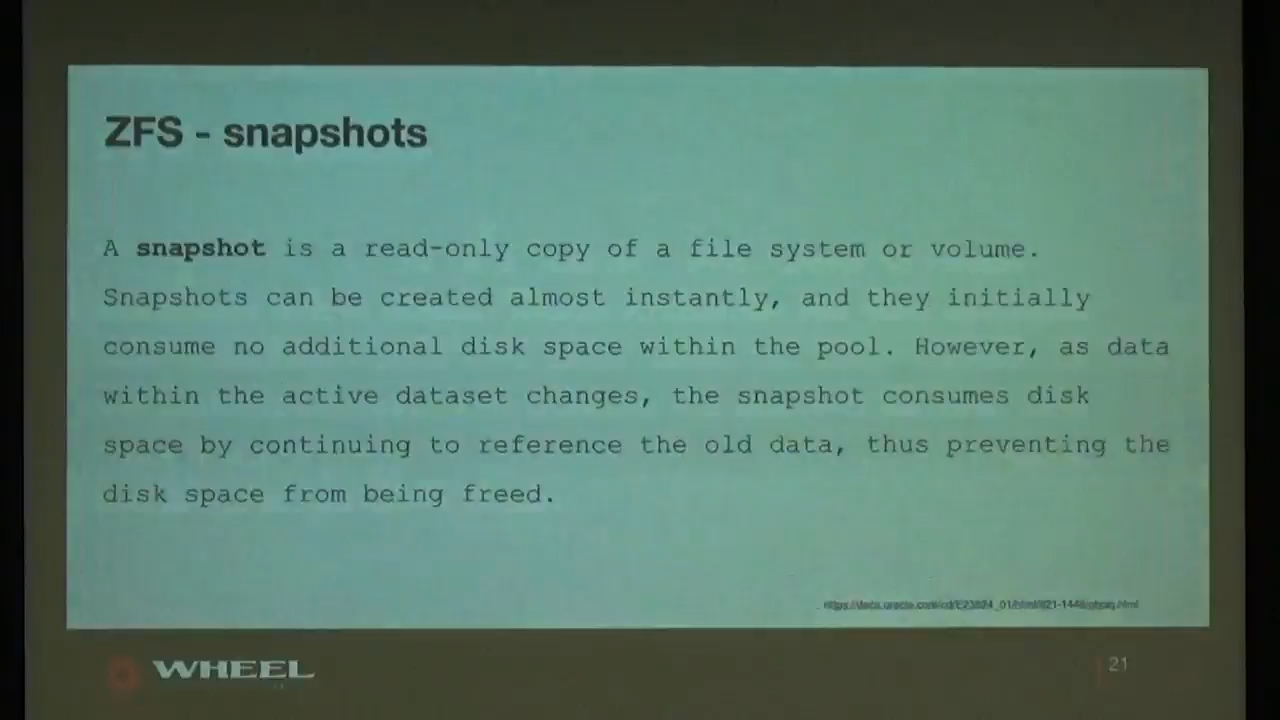 ZFS - snapshots
A snapshot is a read-only copy of a file system or volume.
Snapshots can be created almost instantly, and they initially
consume no additional disk space within the pool. However, as data
within the active dataset changes, the snapshot consumes disk
space by continuing to reference the old data, thus preventing the
disk space from being freed.
WHEEL
21